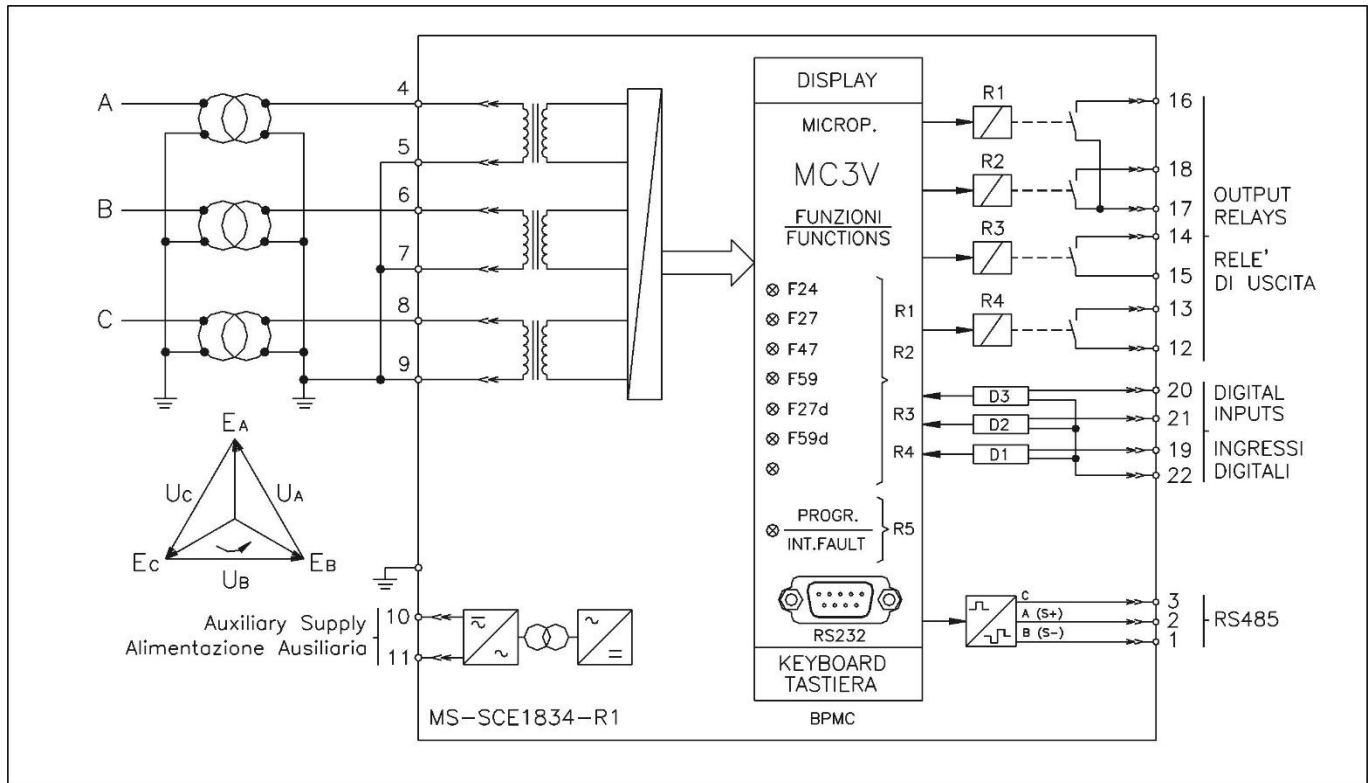 A
B
C
4
5
6
7
8
9
EA
UC
UA
EC
EB
UB
Auxiliary Supply
Alimentazione Ausiliaria
10
11
MS-SCE1834-R1
DISPLAY
MICROP.
MC3V
FUNZIONI
FUNCTIONS
F24
F27
F47
F59
F27d
F59d
R1
R2
R3
R4
PROGR.
INT.FAULT
R5
RS232
KEYBOARD
TASTIERA
BPMC
R1
R2
R3
R4
16
18
17
14
15
13
12
OUTPUT
RELAYS
RELE'
DI USCITA
D3
D2
D1
20
21
19
22
DIGITAL
INPUTS
INGRESSI
DIGITALI
C
A (S+)
B (S-)
3
2
1
RS485